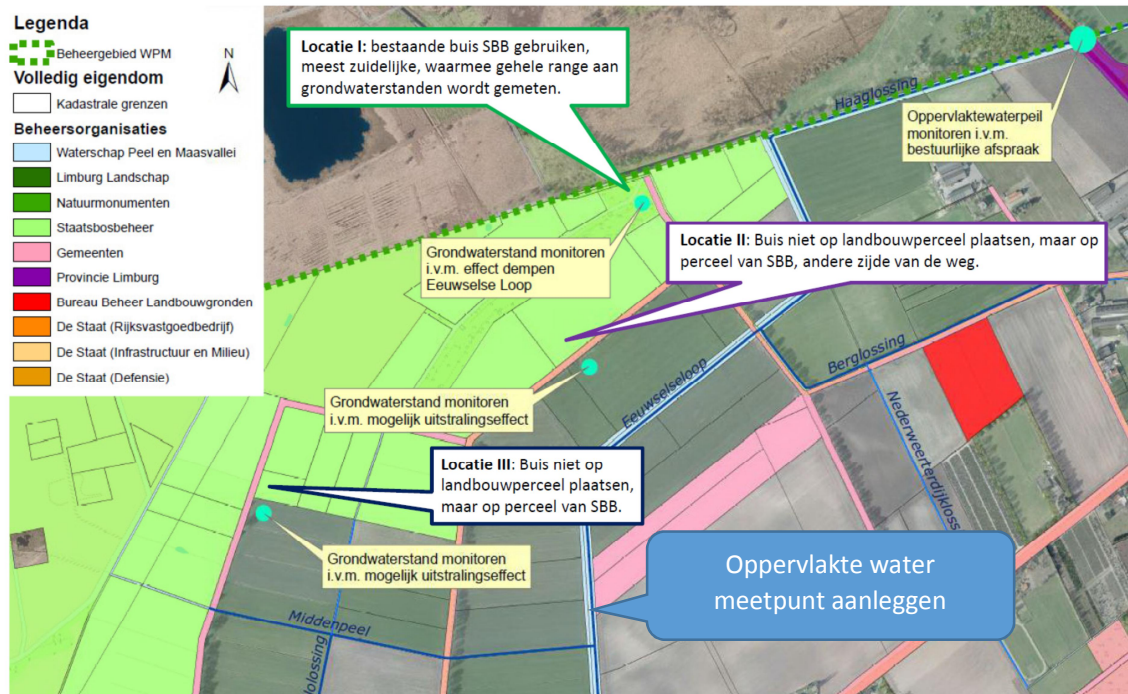 Legenda
Beheergebied WPM
Volledig eigendom
Kadastrale grenzen
Beheersorganisaties
Waterschap Peel en Maasvallei
Limburg Landschap
Natuurmonumenten
Staatsbosbeheer
Gemeenten
Provincie Limburg
Bureau Beheer Landbouwgronden
De Staat (Rijksvastgoedbedrijf)
De Staat (Infrastructuur en Milieu)
De Staat (Defensie)
N
Locatie I: bestaande buis SBB gebruiken,
meest zuidelijke, waarmee gehele range aan
grondwaterstanden wordt gemeten.
Haaglossing
Oppervlaktewaterpeil
monitoren i.v.m.
bestuurlijke afspraak
Grondwaterstand monitoren
i.v.m. effect dempen
Eeuwselse Loop
Locatie II: Buis niet op landbouwperceel plaatsen, maar op
perceel van SBB, andere zijde van de weg.
Berglossing
Eeuwselseloop
Grondwaterstand monitoren
i.v.m. mogelijk uitstralingseffect
Nederweerterdijkloss
Locatie III: Buis niet op
landbouwperceel plaatsen,
maar op perceel van SBB.
Grondwaterstand monitoren
i.v.m. mogelijk uitstralingseffect
Oppervlakte water
meetpunt aanleggen
Middenpeel
olossing